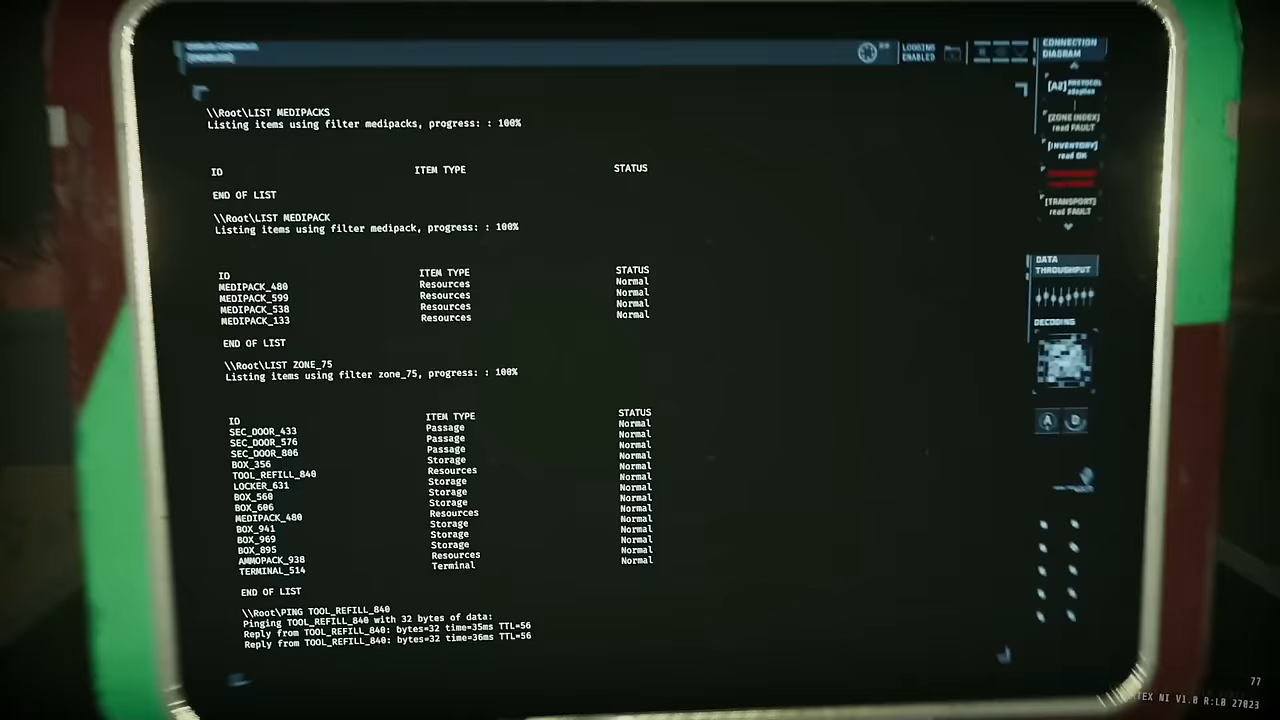 LOGGING
ENABLED
CONNECTION
DIAGRAM
\\Root\LIST MEDIPACKS
Listing items using filter medipacks, progress: : 100%
ID ITEM TYPE STATUS
END OF LIST
\\Root\LIST MEDIPACK
Listing items using filter medipack, progress: : 100%
ID ITEM TYPE STATUS
MEDIPACK_480 Resources Normal
MEDIPACK_599 Resources Normal
MEDIPACK_538 Resources Normal
MEDIPACK_133 Resources Normal
END OF LIST
\\Root\LIST ZONE_75
Listing items using filter zone_75, progress: : 100%
ID ITEM TYPE STATUS
SEC_DOOR_433 Passage Normal
SEC_DOOR_576 Passage Normal
SEC_DOOR_806 Passage Normal
BOX_356 Storage Normal
TOOL_REFILL_840 Resources Normal
LOCKER_631 Storage Normal
BOX_560 Storage Normal
BOX_606 Storage Normal
MEDIPACK_480 Resources Normal
BOX_941 Storage Normal
BOX_969 Storage Normal
BOX_895 Storage Normal
AMMOPACK_938 Resources Normal
TERMINAL_514 Terminal Normal
END OF LIST
\\Root\PING TOOL_REFILL_840
Pinging TOOL_REFILL_840 with 32 bytes of data:
Reply from TOOL_REFILL_840: bytes=32 time=35ms TTL=56
Reply from TOOL_REFILL_840: bytes=32 time=36ms TTL=56
PROTOCOL
[ZONE INDEX]
read FAULT
[INVENTORY]
read OK
[TRANSPORT]
read FAULT
DATA
THROUGHPUT
DECODING
A D
77
NI V1.0 R:L0 27023